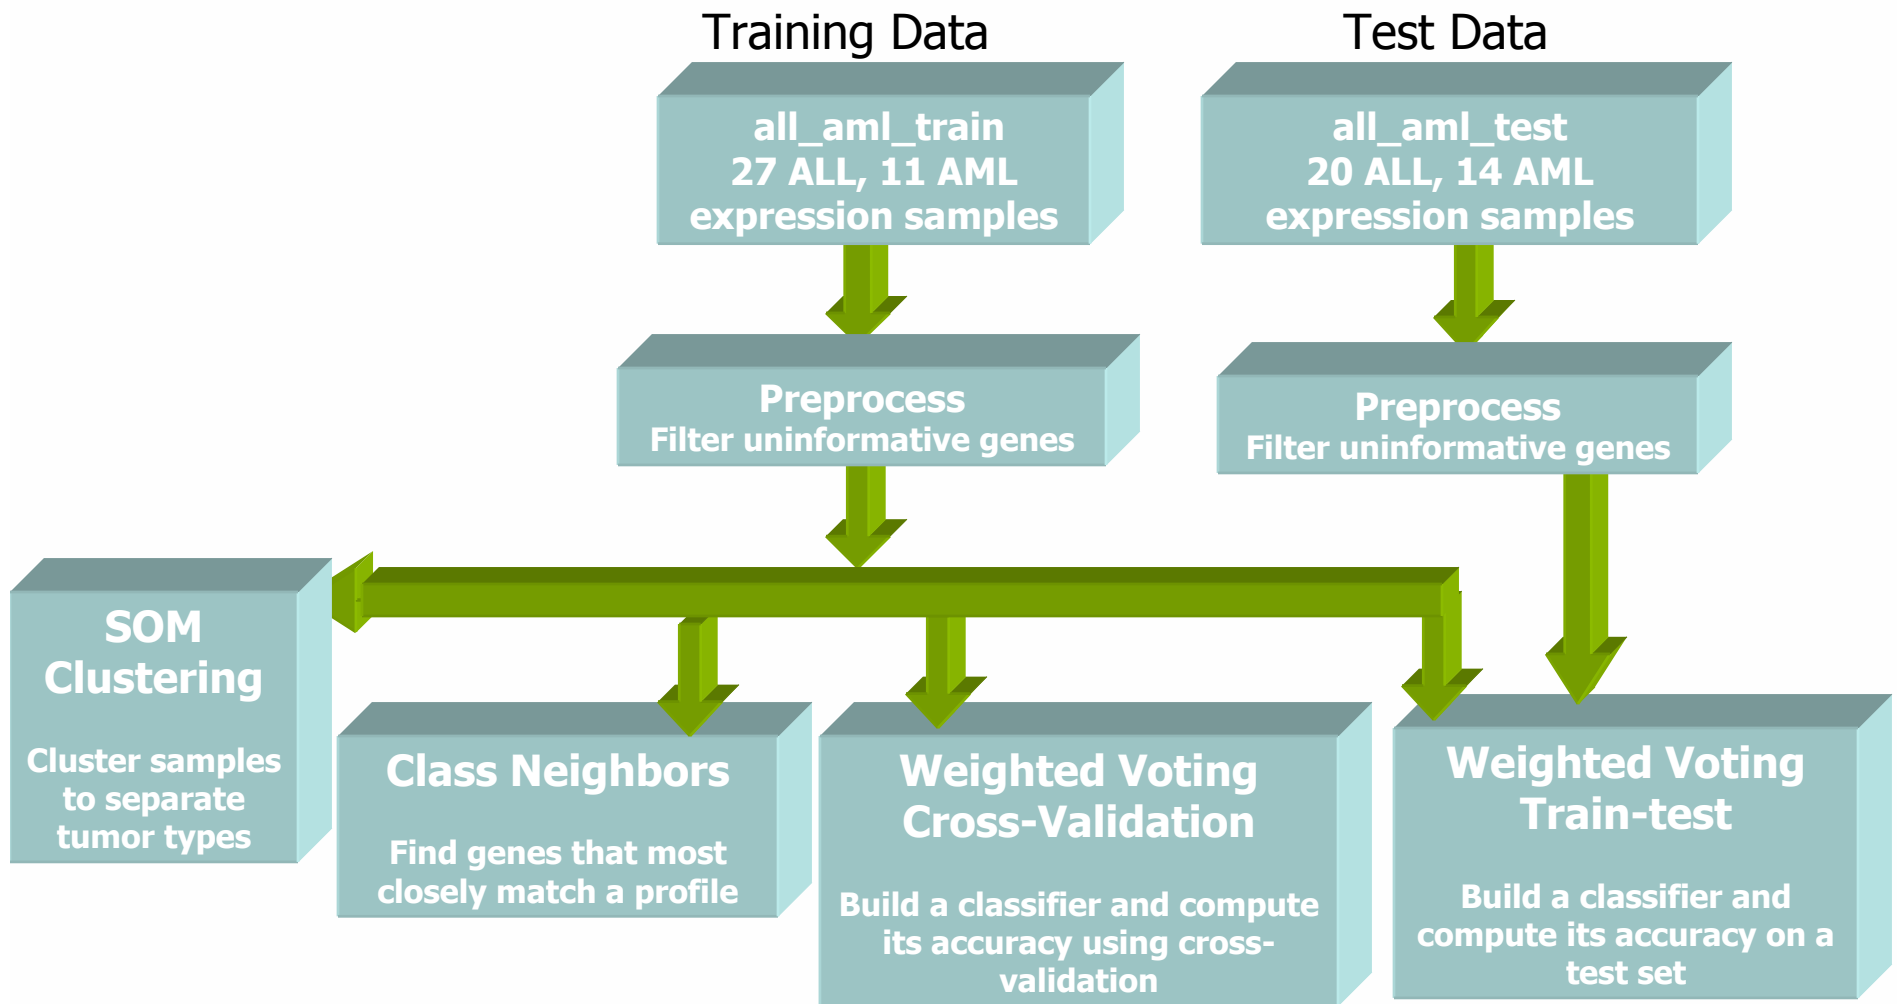 Training Data
Test Data
all_aml_train
27 ALL, 11 AML
expression samples
all_aml_test
20 ALL, 14 AML
expression samples
Preprocess
Filter uninformative genes
Preprocess
Filter uninformative genes
SOM
Clustering
Cluster samples
to separate
tumor types
Class Neighbors
Find genes that most
closely match a profile
Weighted Voting
Cross-Validation
Build a classifier and compute
its accuracy using cross-
validation
Weighted Voting
Train-test
Build a classifier and
compute its accuracy on a
test set